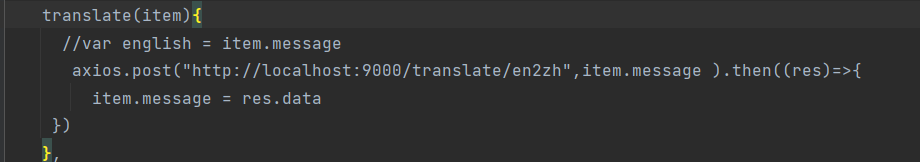 translate(item){
//var english = item.message
axios.post("http://localhost:9000/translate/en2zh",item.message ).then((res)=>{
item.message = res.data
})
},